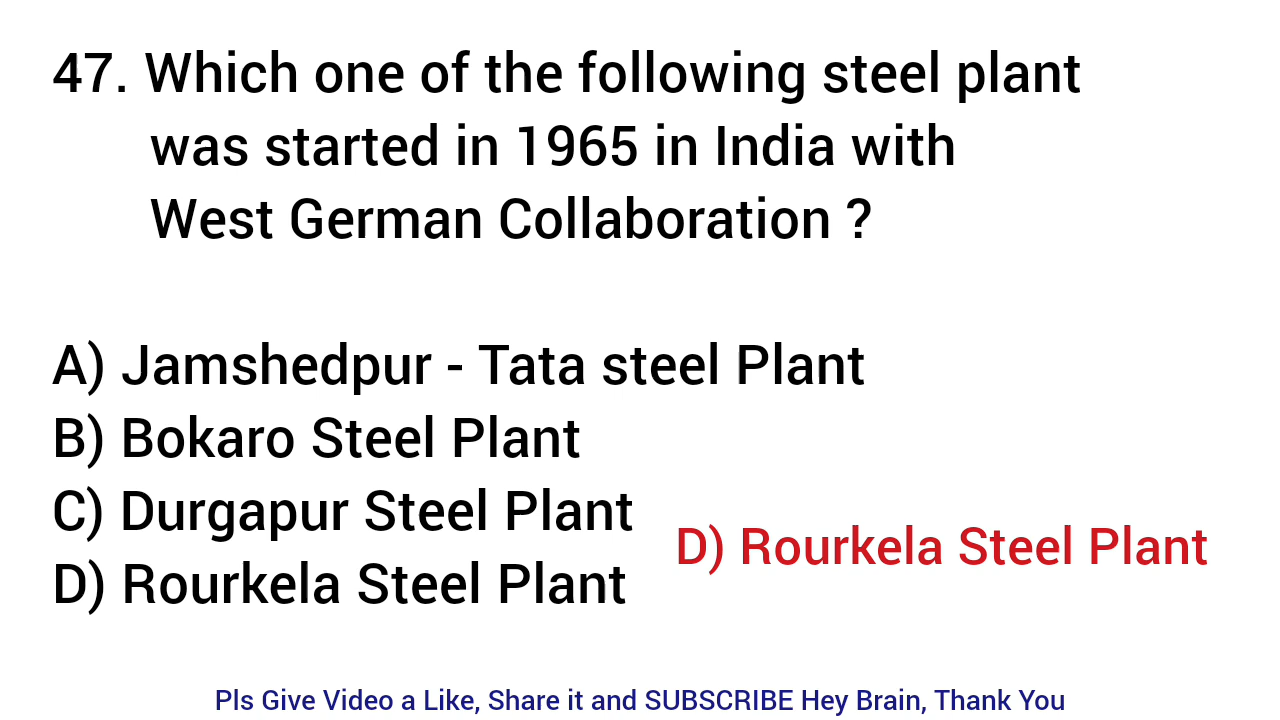 47. Which one of the following steel plant
was started in 1965 in India with
West German Collaboration ?
A) Jamshedpur - Tata steel Plant
B) Bokaro Steel Plant
C) Durgapur Steel Plant
D) Rourkela Steel Plant
D) Rourkela Steel Plant
Pls Give Video a Like, Share it and SUBSCRIBE Hey Brain, Thank You